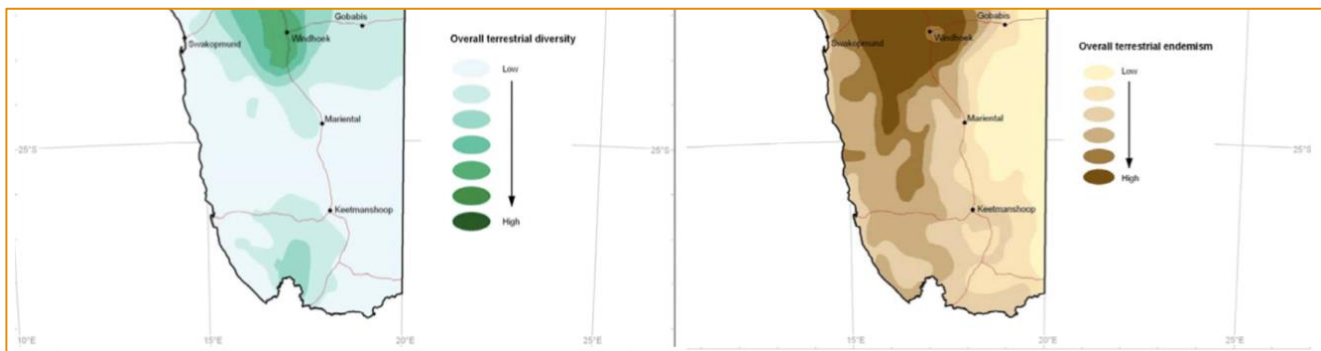 Gobabis
Windhoek
Swakopmund
Overall terrestrial diversity
Low
Mariental
25°S
Keetmanshoop
High
10°E
15°E
20°E
25°E
Gobabis
Windhoek
Swakopmund
Overall terrestrial endemism
Low
Mariental
25°S
25°S
High
Keetmanshoop
15°E
20°E
25°E